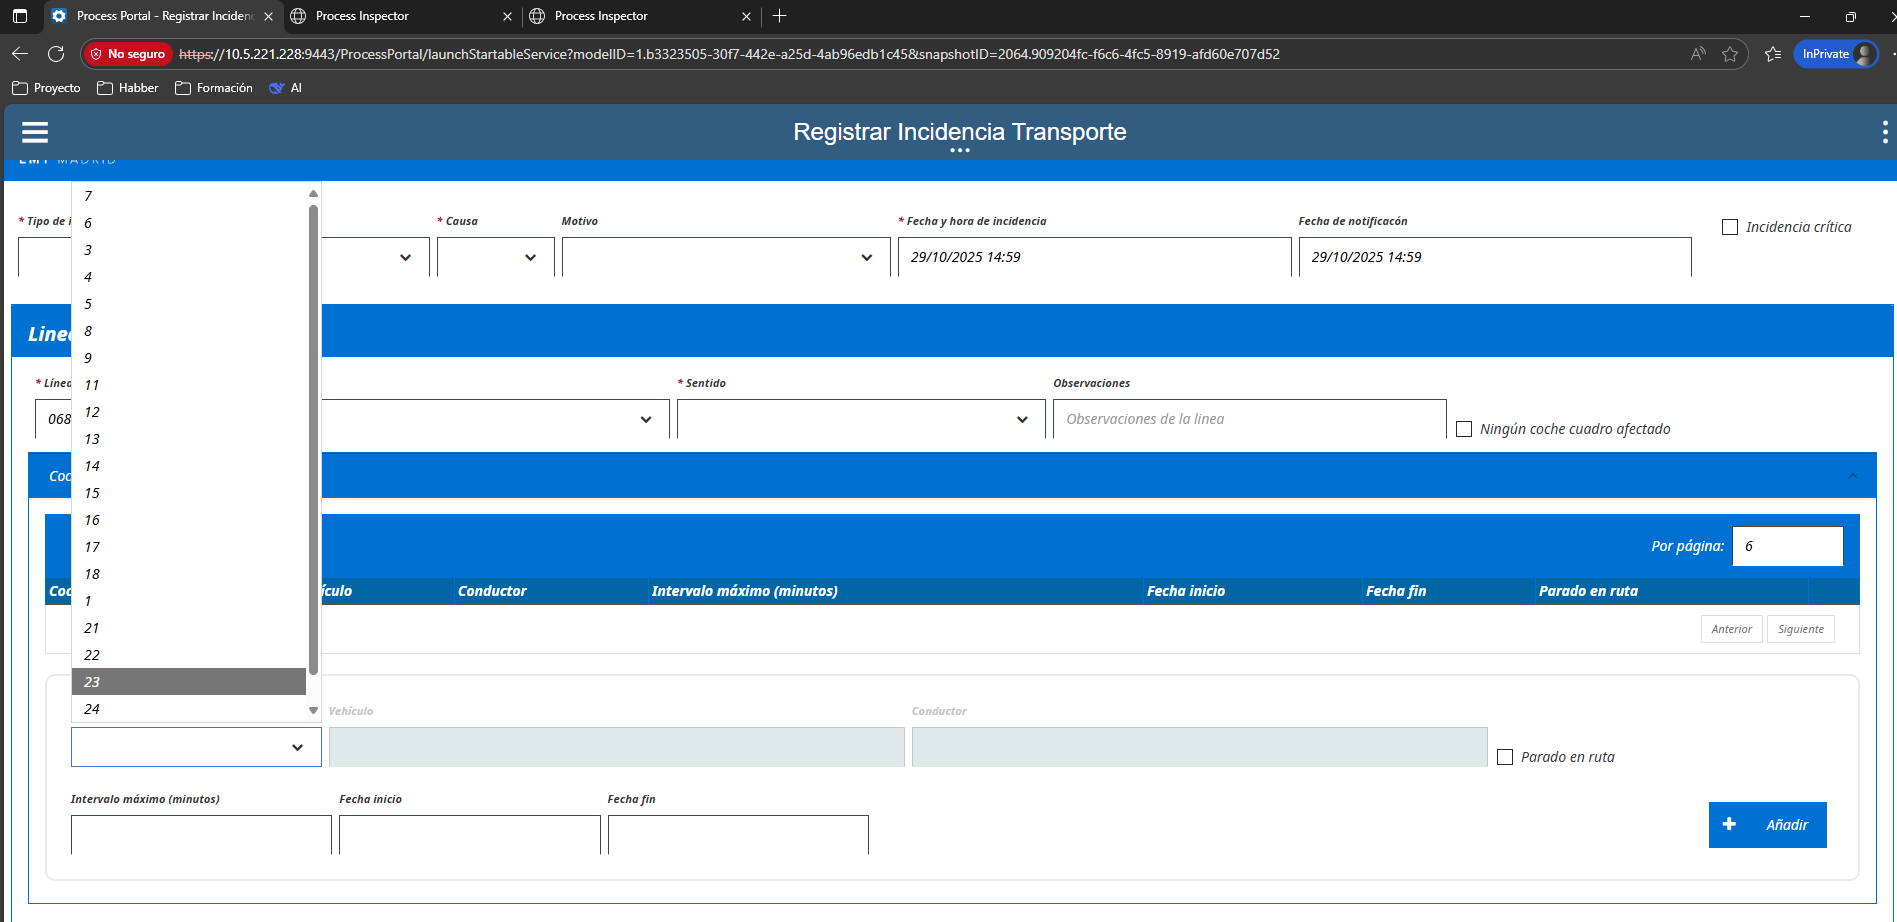 Process Portal - Registrar Inciden
Process Inspector
Process Inspector
No seguro
https://10.5.221.228:9443/ProcessPortal/launchStartableService?modelID=1.b3323505-30f7-442e-a25d-4ab96edb1c45&snapshotID=2064.909204fc-f6c6-4fc5-8919-afd60e707d52
InPrivate
Proyecto
Habber
Formación
AI
Registrar Incidencia Transporte
EMT MADRID
* Tipo de i
* Causa
Motivo
* Fecha y hora de incidencia
Fecha de notificacón
Incidencia crítica
29/10/2025 14:59
29/10/2025 14:59
Linea
* Línea
* Sentido
Observaciones
068
Observaciones de la linea
Ningún coche cuadro afectado
Coc
Por página:
6
Coc
ículo
Conductor
Intervalo máximo (minutos)
Fecha inicio
Fecha fin
Parado en ruta
Anterior
Siguiente
7
6
3
4
5
8
9
11
12
13
14
15
16
17
18
1
21
22
23
24
Vehículo
Conductor
Parado en ruta
Intervalo máximo (minutos)
Fecha inicio
Fecha fin
+ Añadir